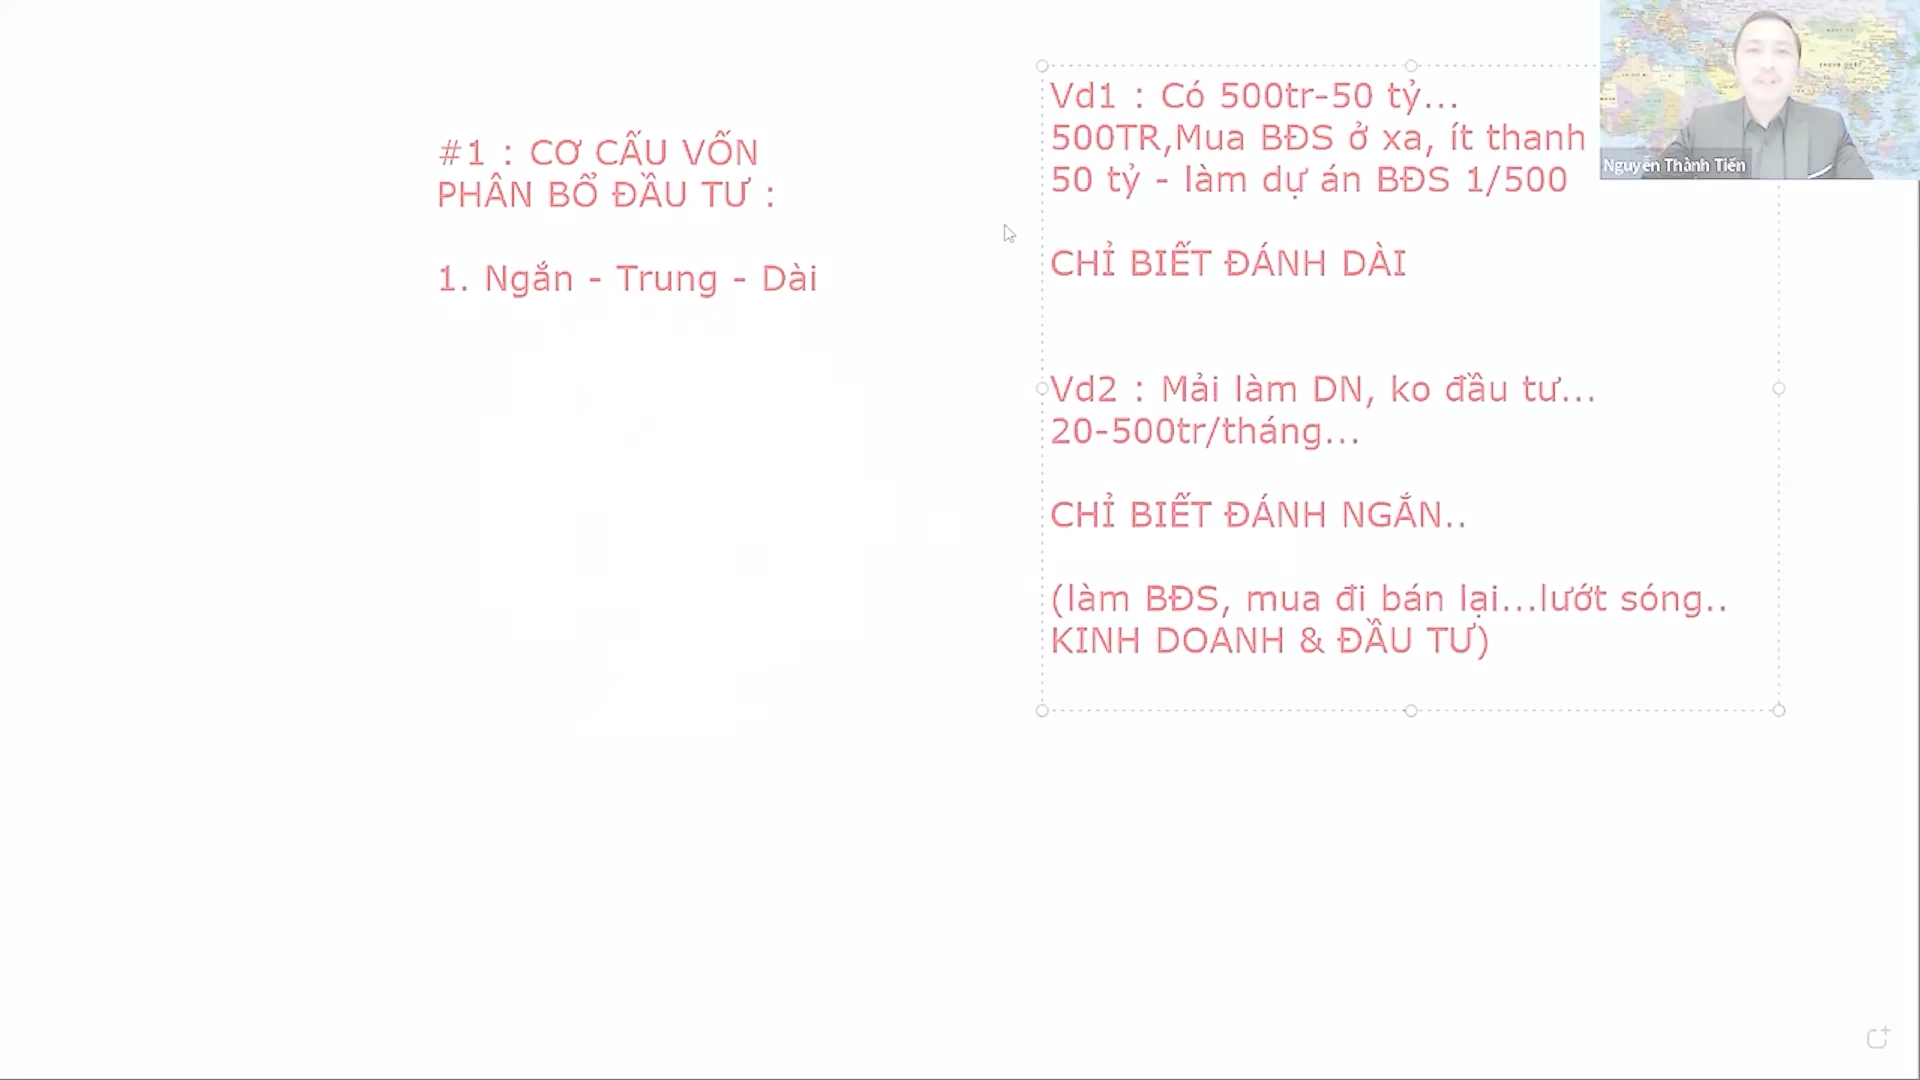 #1 : CƠ CẤU VỐN
PHÂN BỔ ĐẦU TƯ :
1. Ngắn - Trung - Dài
Vd1 : Có 500tr-50 tỷ...
500TR,Mua BĐS ở xa, ít thanh
50 tỷ - làm dự án BĐS 1/500
CHỈ BIẾT ĐÁNH DÀI
Vd2 : Mải làm DN, ko đầu tư...
20-500tr/tháng...
CHỈ BIẾT ĐÁNH NGẮN..
(làm BĐS, mua đi bán lại...lướt sóng..
KINH DOANH & ĐẦU TƯ)
Nguyễn Thành Tiến